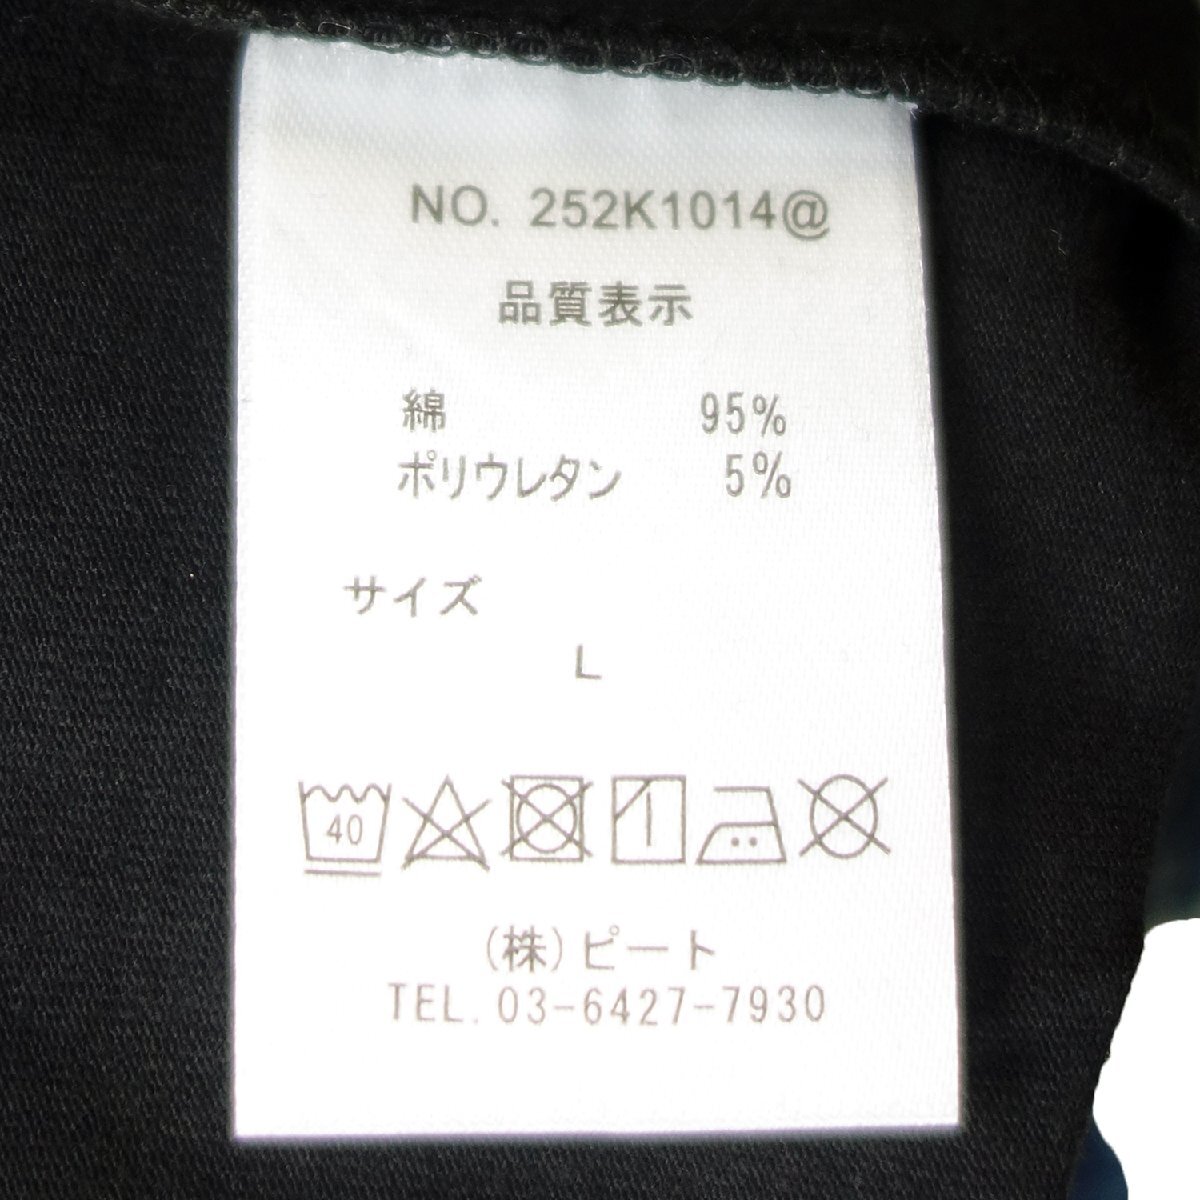 NO. 252K1014@
品質表示
綿 95%
ポリウレタン 5%
サイズ
L
40
(株)ピート
TEL. 03-6427-7930